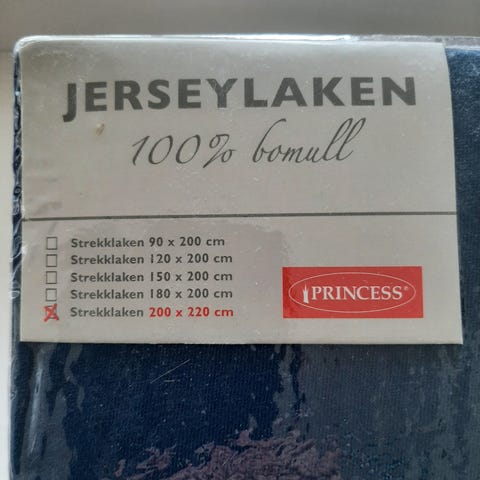 JERSEYLAKEN
100% bomull
Strekklaken 90 x 200 cm
Strekklaken 120 x 200 cm
Strekklaken 150 x 200 cm
Strekklaken 180 x 200 cm
Strekklaken 200 x 220 cm
PRINCESS®